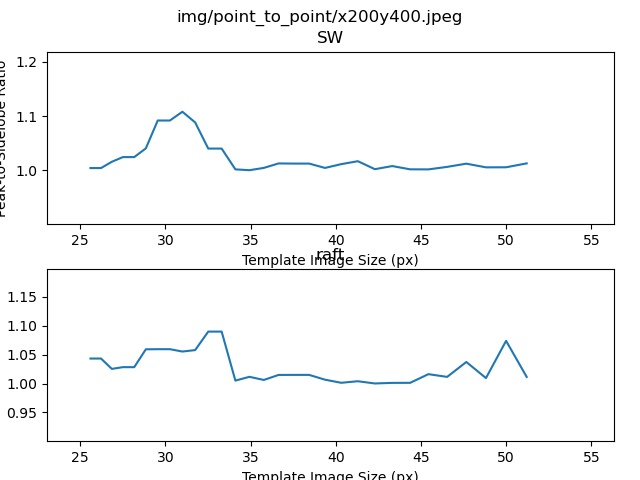 img/point_to_point/x200y400.jpeg
SW
1.2
1.1
1.0
Peak-to-Sidelobe Ratio
25 30 35 40 45 50 55
Template Image Size (px)
raft
1.15
1.10
1.05
1.00
0.95
25 30 35 40 45 50 55
Template Image Size (px)